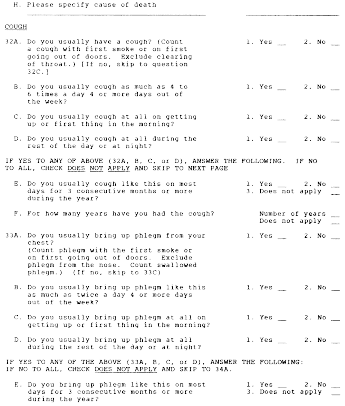 H. Please specify cause of death
COUGH
32A. Do you usually have a cough? (Count 1. Yes __ 2. No __
a cough with first smoke or on first
going out of doors. Exclude clearing
of throat.) [If no, skip to question
32C.]
B. Do you usually cough as much as 4 to 1. Yes __ 2. No __
6 times a day 4 or more days out of
the week?
C. Do you usually cough at all on getting 1. Yes __ 2. No __
up or first thing in the morning?
D. Do you usually cough at all during the 1. Yes __ 2. No __
rest of the day or at night?
IF YES TO ANY OF ABOVE (32A, B, C, or D), ANSWER THE FOLLOWING. IF NO
TO ALL, CHECK DOES NOT APPLY AND SKIP TO NEXT PAGE
E. Do you usually cough like this on most 1. Yes __ 2. No __
days for 3 consecutive months or more 3. Does not apply __
during the year?
F. For how many years have you had the cough? Number of years __
Does not apply __
33A. Do you usually bring up phlegm from your 1. Yes __ 2. No __
chest?
(Count phlegm with the first smoke or
on first going out of doors. Exclude
phlegm from the nose. Count swallowed
phlegm.) (If no, skip to 33C)
B. Do you usually bring up phlegm like this 1. Yes __ 2. No __
as much as twice a day 4 or more days
out of the week?
C. Do you usually bring up phlegm at all on 1. Yes __ 2. No __
getting up or first thing in the morning?
D. Do you usually bring up phlegm at all 1. Yes __ 2. No __
during the rest of the day or at night?
IF YES TO ANY OF THE ABOVE (33A, B, C, or D), ANSWER THE FOLLOWING:
IF NO TO ALL, CHECK DOES NOT APPLY AND SKIP TO 34A.
E. Do you bring up phlegm like this on most 1. Yes __ 2. No __
days for 3 consecutive months or more 3. Does not apply __
during the year?